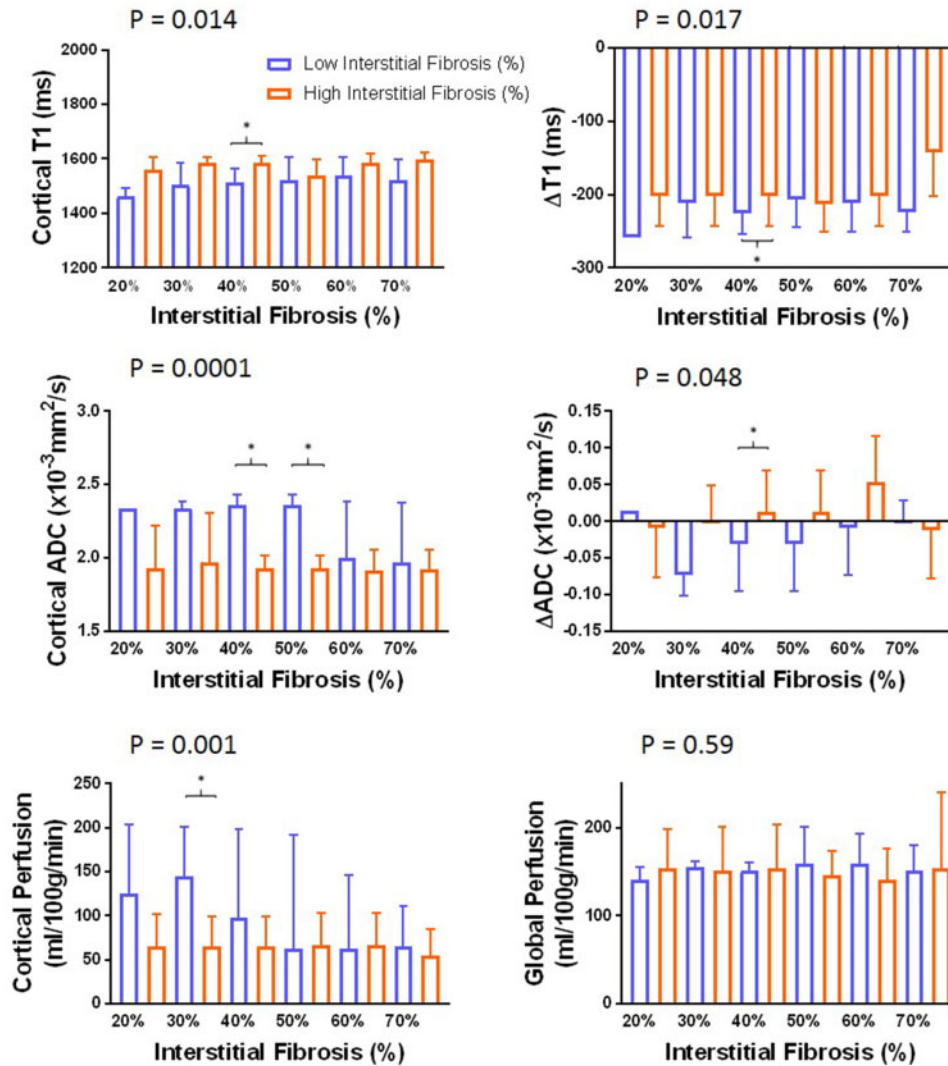 P = 0.014
2000
1800
1600
1400
1200
Cortical T1 (ms)
Low Interstitial Fibrosis (%)
High Interstitial Fibrosis (%)
*
20% 30% 40% 50% 60% 70%
Interstitial Fibrosis (%)
P = 0.017
0
-100
-200
-300
ΔT1 (ms)
*
20% 30% 40% 50% 60% 70%
Interstitial Fibrosis (%)
P = 0.0001
3.0
2.5
2.0
1.5
Cortical ADC (x10-3mm2/s)
* *
20% 30% 40% 50% 60% 70%
Interstitial Fibrosis (%)
P = 0.048
0.15
0.10
0.05
0.00
-0.05
-0.10
-0.15
ΔADC (x10-3mm2/s)
*
20% 30% 40% 50% 60% 70%
Interstitial Fibrosis (%)
P = 0.001
250
200
150
100
50
0
Cortical Perfusion
(ml/100g/min)
*
20% 30% 40% 50% 60% 70%
Interstitial Fibrosis (%)
P = 0.59
200
100
0
Global Perfusion
(ml/100g/min)
20% 30% 40% 50% 60% 70%
Interstitial Fibrosis (%)